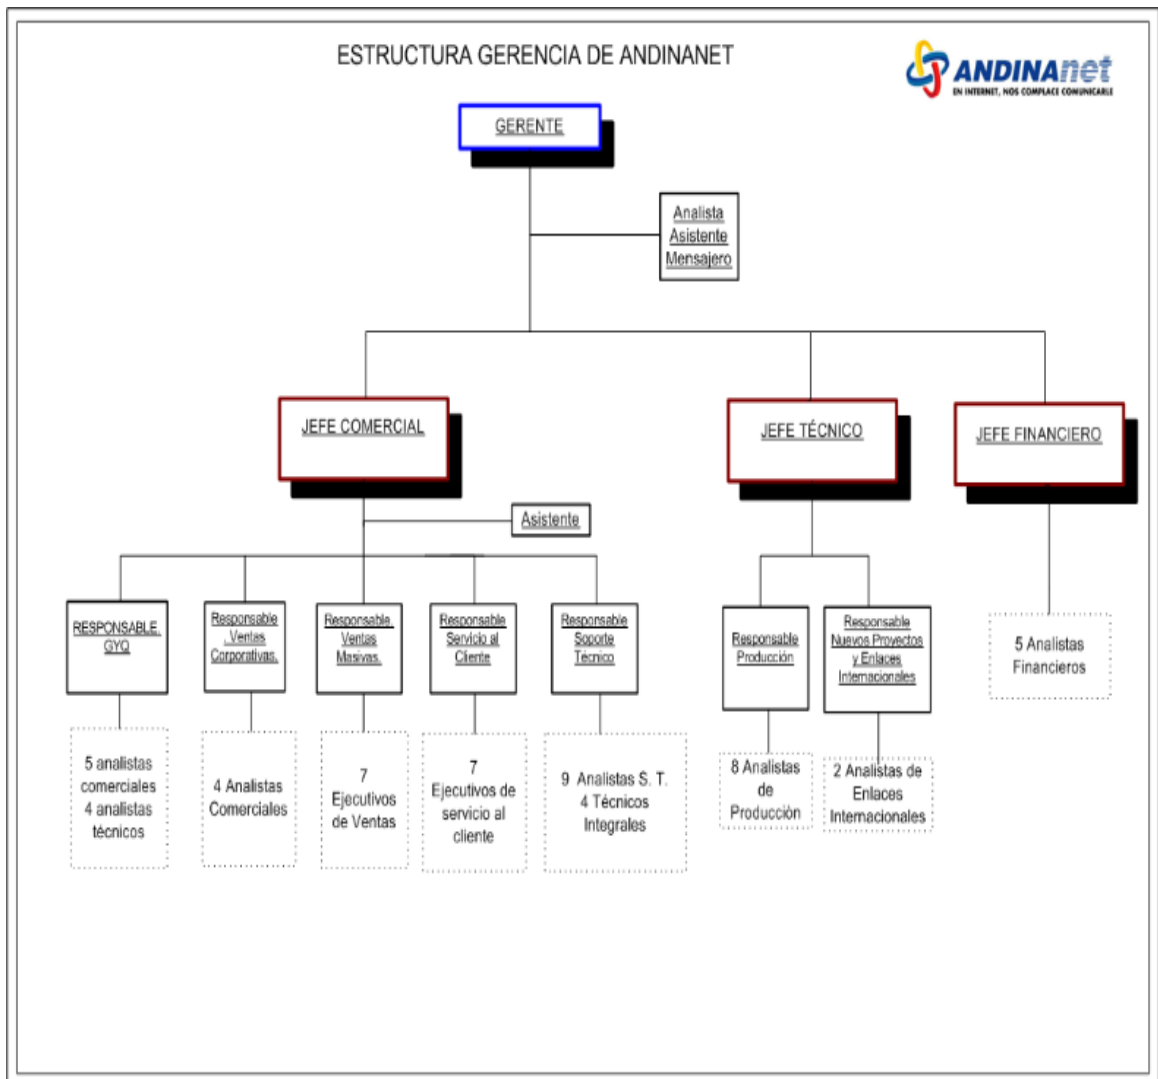 ESTRUCTURA GERENCIA DE ANDINANET
ANDINAnet
EN INTERNET, NOS COMPLACE COMUNICARLE
GERENTE
Analista
Asistente
Mensajero
JEFE COMERCIAL
JEFE TÉCNICO
JEFE FINANCIERO
Asistente
RESPONSABLE.
GYQ
Responsable
.Ventas
Corporativas.
Responsable.
Ventas
Masivas.
Responsable
Servicio al
Cliente
Responsable
Soporte
Técnico
Responsable
Producción
Responsable
Nuevos Proyectos
y Enlaces
Internacionales
5 Analistas
Financieros
5 analistas
comerciales
4 analistas
técnicos
4 Analistas
Comerciales
7
Ejecutivos
de Ventas
7
Ejecutivos de
servicio al
cliente
9 Analistas S. T.
4 Técnicos
Integrales
8 Analistas
de
Producciòn
2 Analistas de
Enlaces
Internacionales